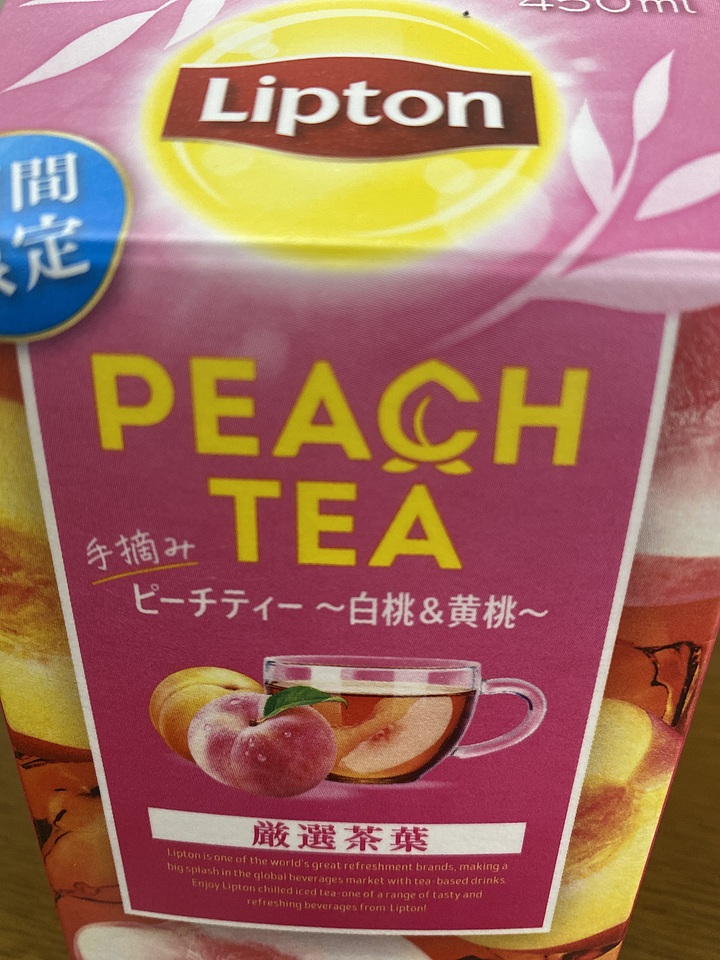 450ml
Lipton
期間
限定
PEACH
TEA
手摘み
ピーチティー ～白桃＆黄桃～
厳選茶葉
Lipton is one of the world's great refreshment brands, making a
big splash in the global beverages market with tea-based drinks.
Enjoy Lipton chilled iced tea-one of a range of tasty and
refreshing beverages from Lipton!